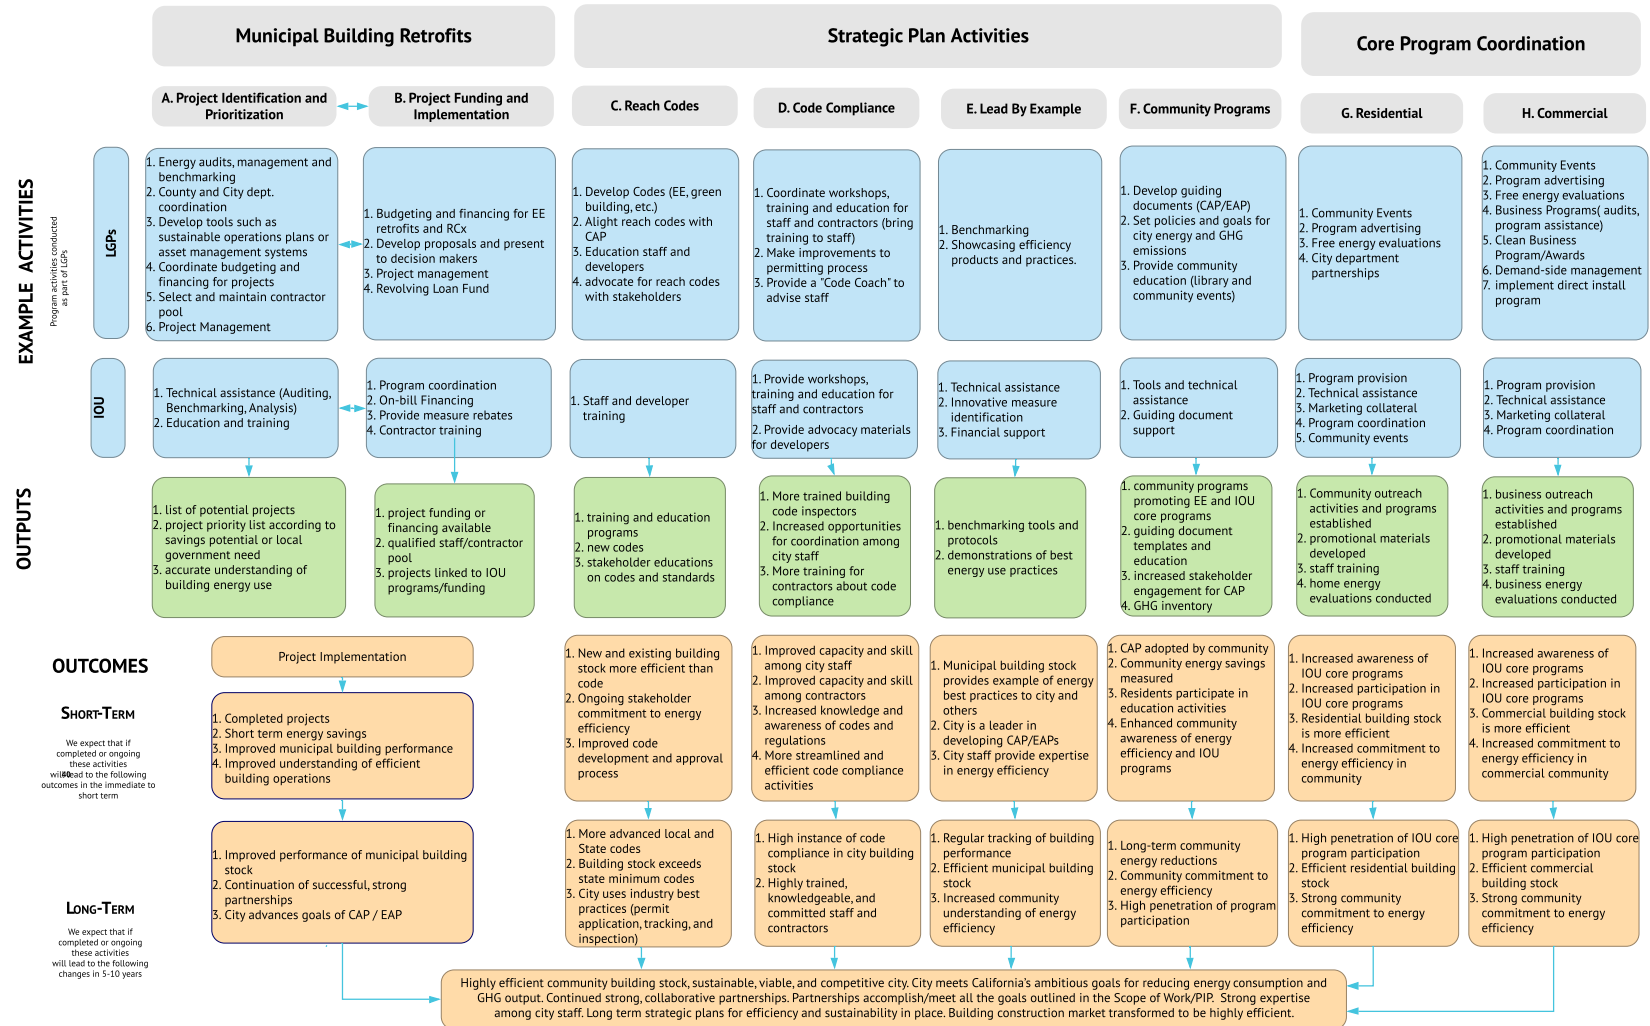 Municipal Building Retrofits
Strategic Plan Activities
Core Program Coordination
A. Project Identification and
Prioritization
B. Project Funding and
Implementation
C. Reach Codes
D. Code Compliance
E. Lead By Example
F. Community Programs
G. Residential
H. Commercial
EXAMPLE ACTIVITIES
Program activities conducted
as part of LGPs
LGPs
1. Energy audits, management and
benchmarking
2. County and City dept.
coordination
3. Develop tools such as
sustainable operations plans or
asset management systems
4. Coordinate budgeting and
financing for projects
5. Select and maintain contractor
pool
6. Project Management
1. Budgeting and financing for EE
retrofits and RCx
2. Develop proposals and present
to decision makers
3. Project management
4. Revolving Loan Fund
1. Develop Codes (EE, green
building, etc.)
2. Alight reach codes with
CAP
3. Education staff and
developers
4. advocate for reach codes
with stakeholders
1. Coordinate workshops,
training and education for
staff and contractors (bring
training to staff)
2. Make improvements to
permitting process
3. Provide a "Code Coach" to
advise staff
1. Benchmarking
2. Showcasing efficiency
products and practices.
1. Develop guiding
documents (CAP/EAP)
2. Set policies and goals for
city energy and GHG
emissions
3. Provide community
education (library and
community events)
1. Community Events
2. Program advertising
3. Free energy evaluations
4. City department
partnerships
1. Community Events
2. Program advertising
3. Free energy evaluations
4. Business Programs( audits,
program assistance)
5. Clean Business
Program/Awards
6. Demand-side management
7. implement direct install
program
IOU
1. Technical assistance (Auditing,
Benchmarking, Analysis)
2. Education and training
1. Program coordination
2. On-bill Financing
3. Provide measure rebates
4. Contractor training
1. Staff and developer
training
1. Provide workshops,
training and education for
staff and contractors
2. Provide advocacy materials
for developers
1. Technical assistance
2. Innovative measure
identification
3. Financial support
1. Tools and technical
assistance
2. Guiding document
support
1. Program provision
2. Technical assistance
3. Marketing collateral
4. Program coordination
5. Community events
1. Program provision
2. Technical assistance
3. Marketing collateral
4. Program coordination
OUTPUTS
1. list of potential projects
2. project priority list according to
savings potential or local
government need
3. accurate understanding of
building energy use
1. project funding or
financing available
2. qualified staff/contractor
pool
3. projects linked to IOU
programs/funding
1. training and education
programs
2. new codes
3. stakeholder educations
on codes and standards
1. More trained building
code inspectors
2. Increased opportunities
for coordination among
city staff
3. More training for
contractors about code
compliance
1. benchmarking tools and
protocols
2. demonstrations of best
energy use practices
1. community programs
promoting EE and IOU
core programs
2. guiding document
templates and
education
3. increased stakeholder
engagement for CAP
4. GHG inventory
1. Community outreach
activities and programs
established
2. promotional materials
developed
3. staff training
4. home energy
evaluations conducted
1. business outreach
activities and programs
established
2. promotional materials
developed
3. staff training
4. business energy
evaluations conducted
OUTCOMES
SHORT-TERM
We expect that if
completed or ongoing
these activities
will lead to the following
outcomes in the immediate to
short term
Project Implementation
1. Completed projects
2. Short term energy savings
3. Improved municipal building performance
4. Improved understanding of efficient
building operations
1. New and existing building
stock more efficient than
code
2. Ongoing stakeholder
commitment to energy
efficiency
3. Improved code
development and approval
process
1. Improved capacity and skill
among city staff
2. Improved capacity and skill
among contractors
3. Increased knowledge and
awareness of codes and
regulations
4. More streamlined and
efficient code compliance
activities
1. Municipal building stock
provides example of energy
best practices to city and
others
2. City is a leader in
developing CAP/EAPs
3. City staff provide expertise
in energy efficiency
1. CAP adopted by community
2. Community energy savings
measured
3. Residents participate in
education activities
4. Enhanced community
awareness of energy
efficiency and IOU
programs
1. Increased awareness of
IOU core programs
2. Increased participation in
IOU core programs
3. Residential building stock
is more efficient
4. Increased commitment to
energy efficiency in
community
1. Increased awareness of
IOU core programs
2. Increased participation in
IOU core programs
3. Commercial building stock
is more efficient
4. Increased commitment to
energy efficiency in
commercial community
LONG-TERM
We expect that if
completed or ongoing
these activities
will lead to the following
changes in 5-10 years
1. Improved performance of municipal building
stock
2. Continuation of successful, strong
partnerships
3. City advances goals of CAP / EAP
1. More advanced local and
State codes
2. Building stock exceeds
state minimum codes
3. City uses industry best
practices (permit
application, tracking, and
inspection)
1. High instance of code
compliance in city building
stock
2. Highly trained,
knowledgeable, and
committed staff and
contractors
1. Regular tracking of building
performance
2. Efficient municipal building
stock
3. Increased community
understanding of energy
efficiency
1. Long-term community
energy reductions
2. Community commitment to
energy efficiency
3. High penetration of program
participation
1. High penetration of IOU core
program participation
2. Efficient residential building
stock
3. Strong community
commitment to energy
efficiency
1. High penetration of IOU core
program participation
2. Efficient commercial
building stock
3. Strong community
commitment to energy
efficiency
Highly efficient community building stock, sustainable, viable, and competitive city. City meets California's ambitious goals for reducing energy consumption and
GHG output. Continued strong, collaborative partnerships. Partnerships accomplish/meet all the goals outlined in the Scope of Work/PIP. Strong expertise
among city staff. Long term strategic plans for efficiency and sustainability in place. Building construction market transformed to be highly efficient.